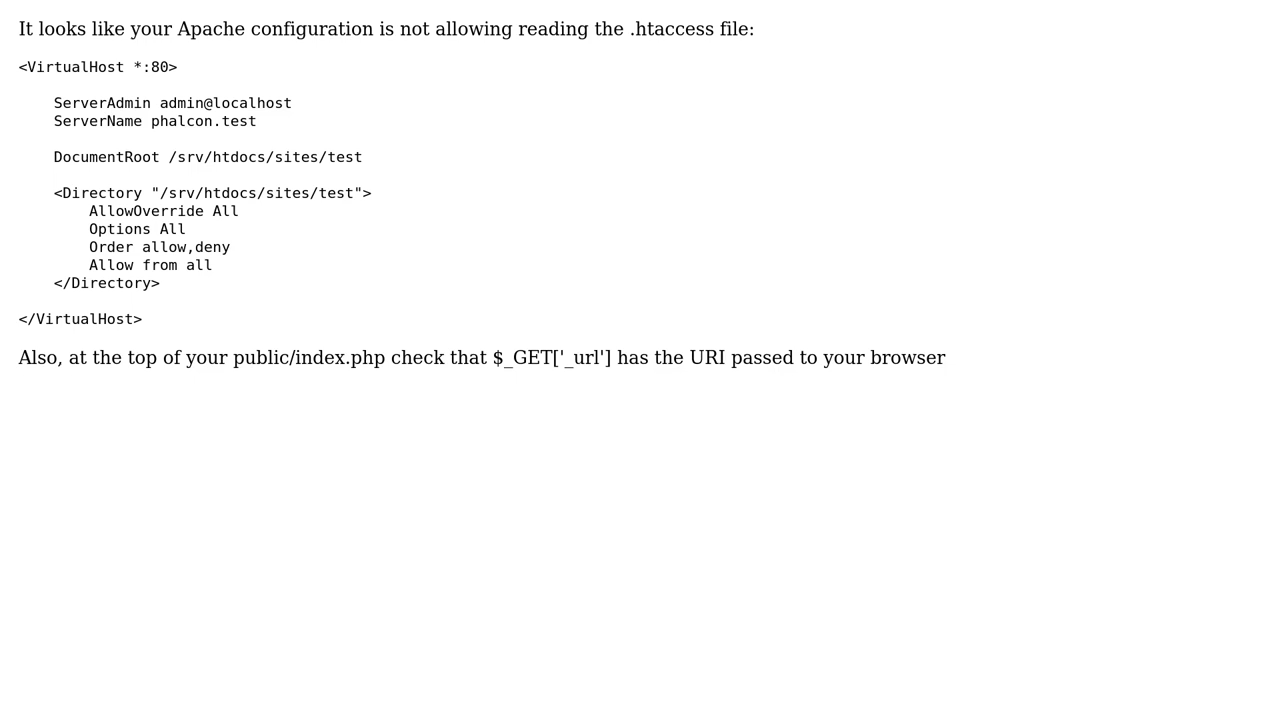 It looks like your Apache configuration is not allowing reading the .htaccess file:
<VirtualHost *:80>
ServerAdmin admin@localhost
ServerName phalcon.test
DocumentRoot /srv/htdocs/sites/test
<Directory "/srv/htdocs/sites/test">
AllowOverride All
Options All
Order allow,deny
Allow from all
</Directory>
</VirtualHost>
Also, at the top of your public/index.php check that $_GET['_url'] has the URI passed to your browser